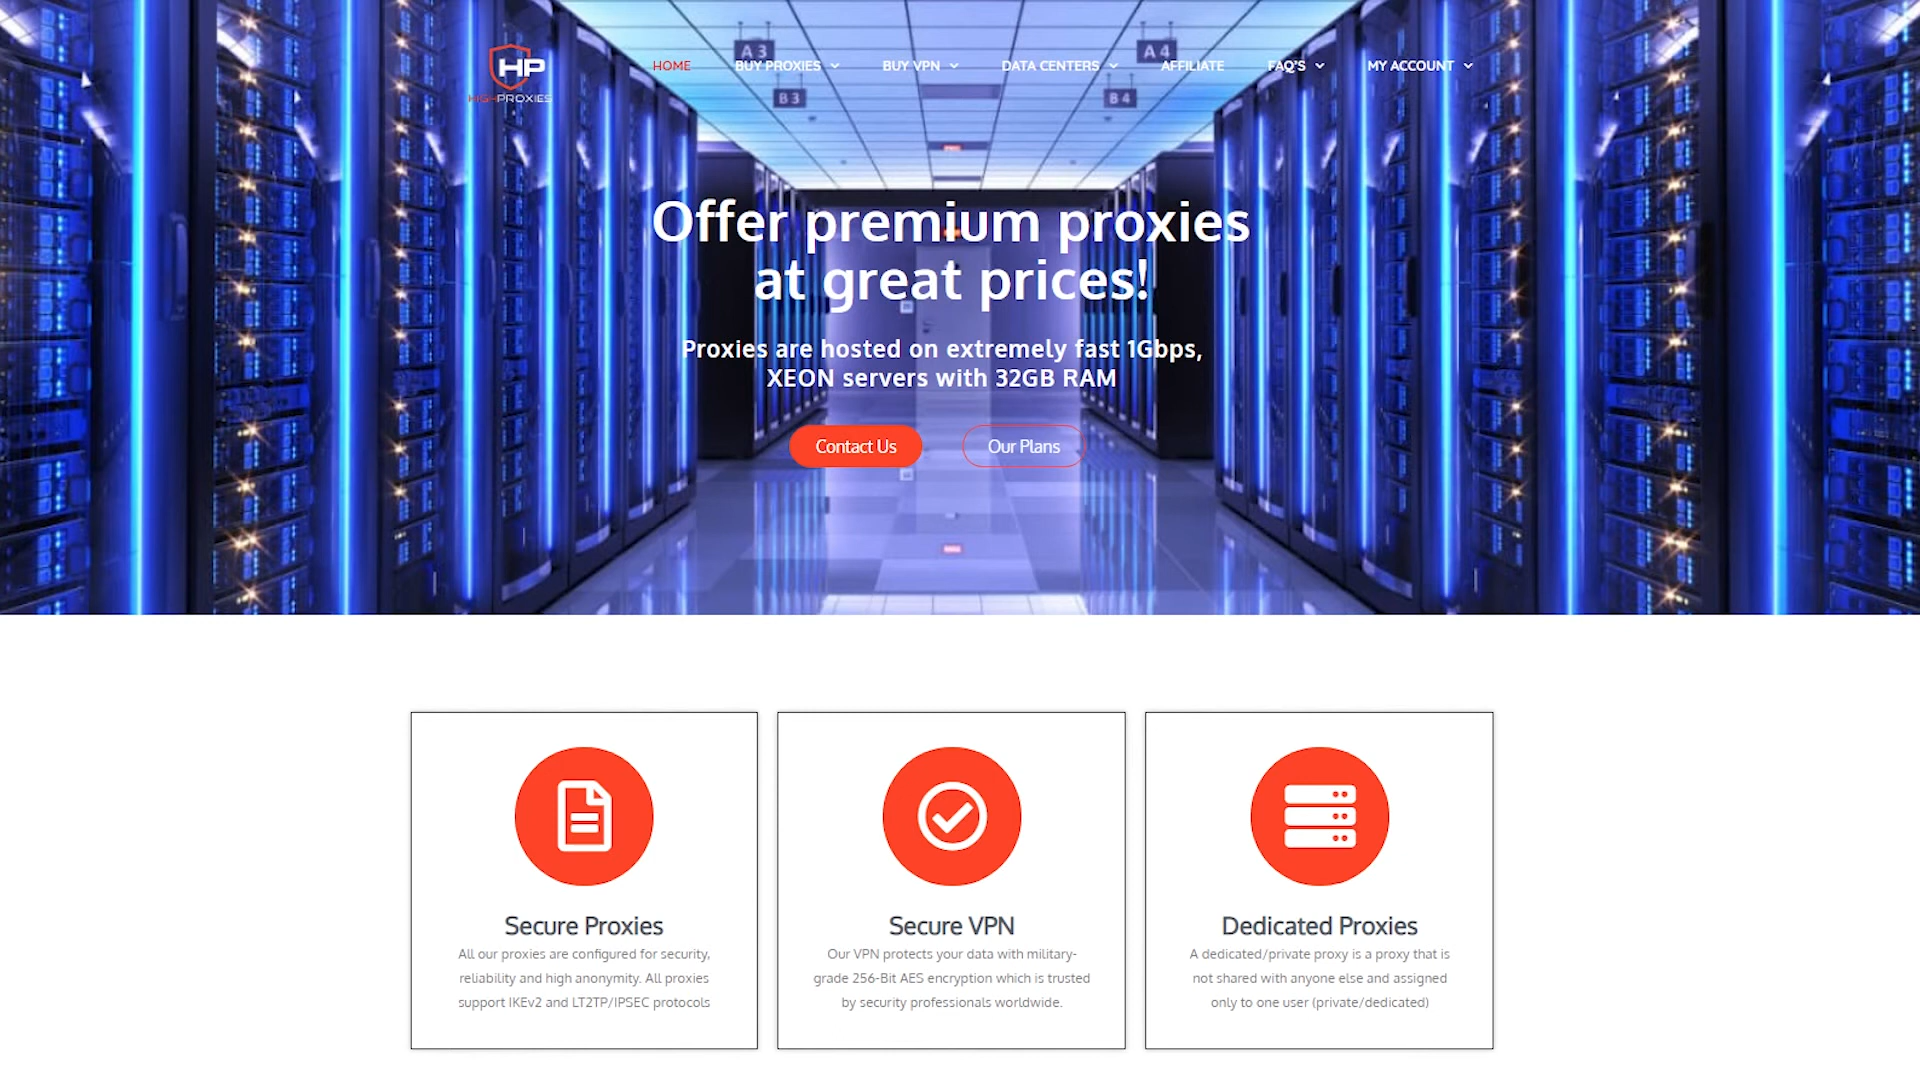 A 3
A 4
HP
HIGHPROXIES
HOME
BUY PROXIES
BUY VPN
DATA CENTERS
AFFILIATE
FAQ'S
MY ACCOUNT
B 3
B 4
Offer premium proxies
at great prices!
Proxies are hosted on extremely fast 1Gbps,
XEON servers with 32GB RAM
Contact Us
Our Plans
Secure Proxies
All our proxies are configured for security,
reliability and high anonymity. All proxies
support IKEv2 and LT2TP/IPSEC protocols
Secure VPN
Our VPN protects your data with military-
grade 256-Bit AES encryption which is trusted
by security professionals worldwide.
Dedicated Proxies
A dedicated/private proxy is a proxy that is
not shared with anyone else and assigned
only to one user (private/dedicated)